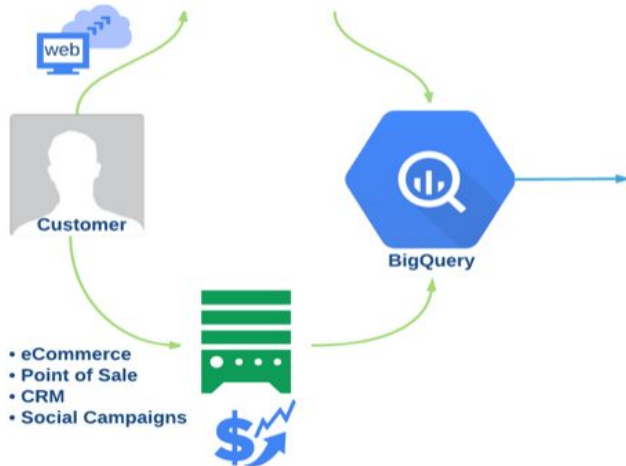 web
Customer
BigQuery
• eCommerce
• Point of Sale
• CRM
• Social Campaigns